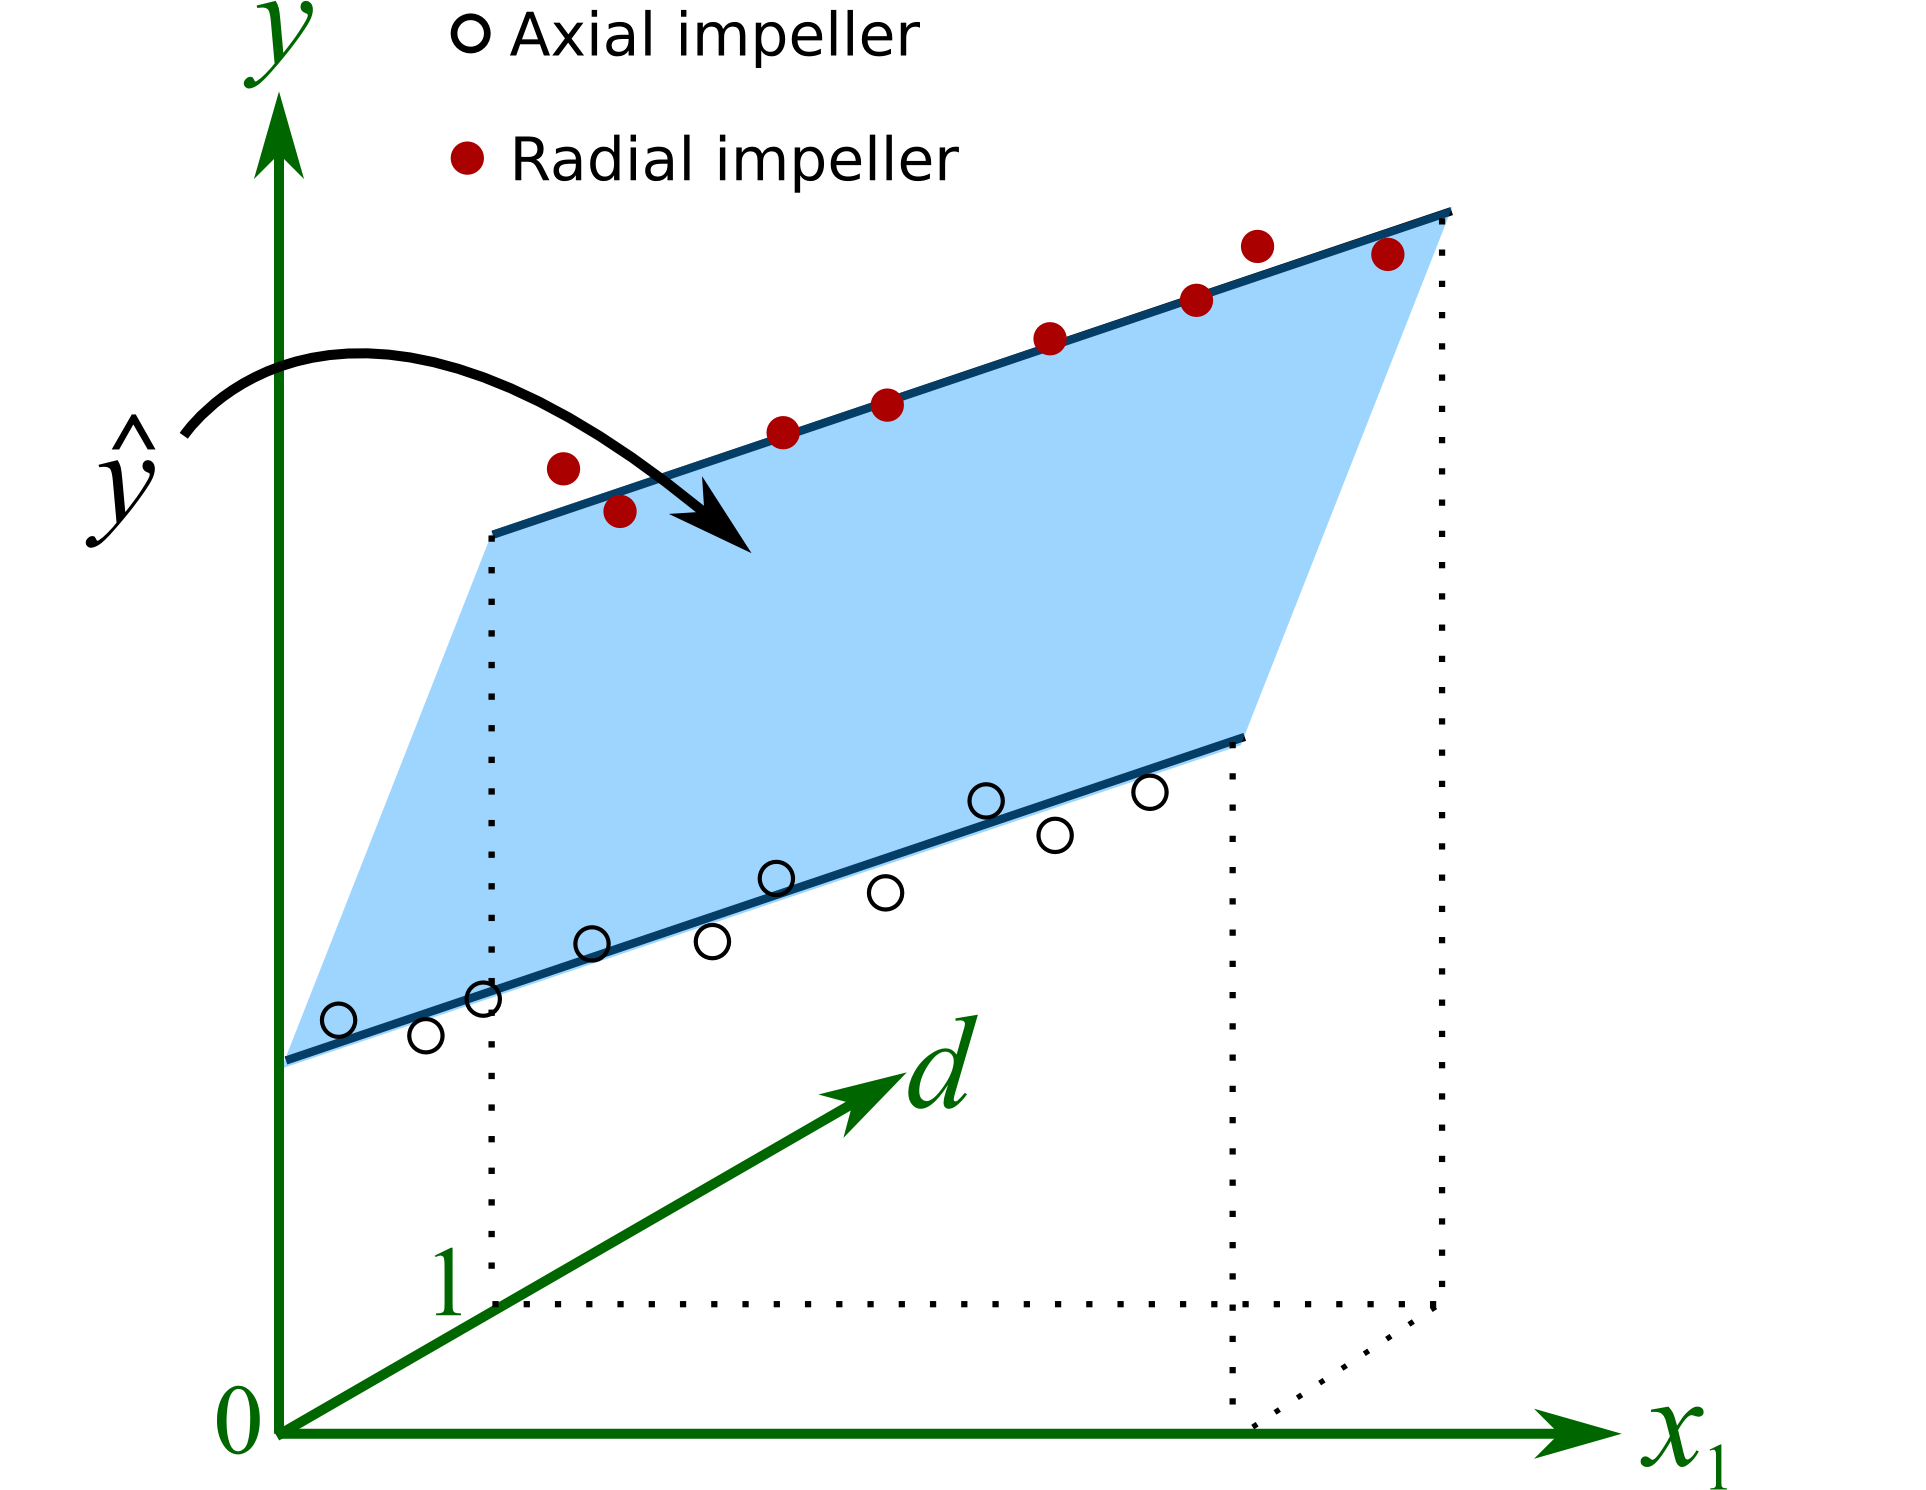 y
Axial impeller
Radial impeller
ŷ
d
1
0
x₁